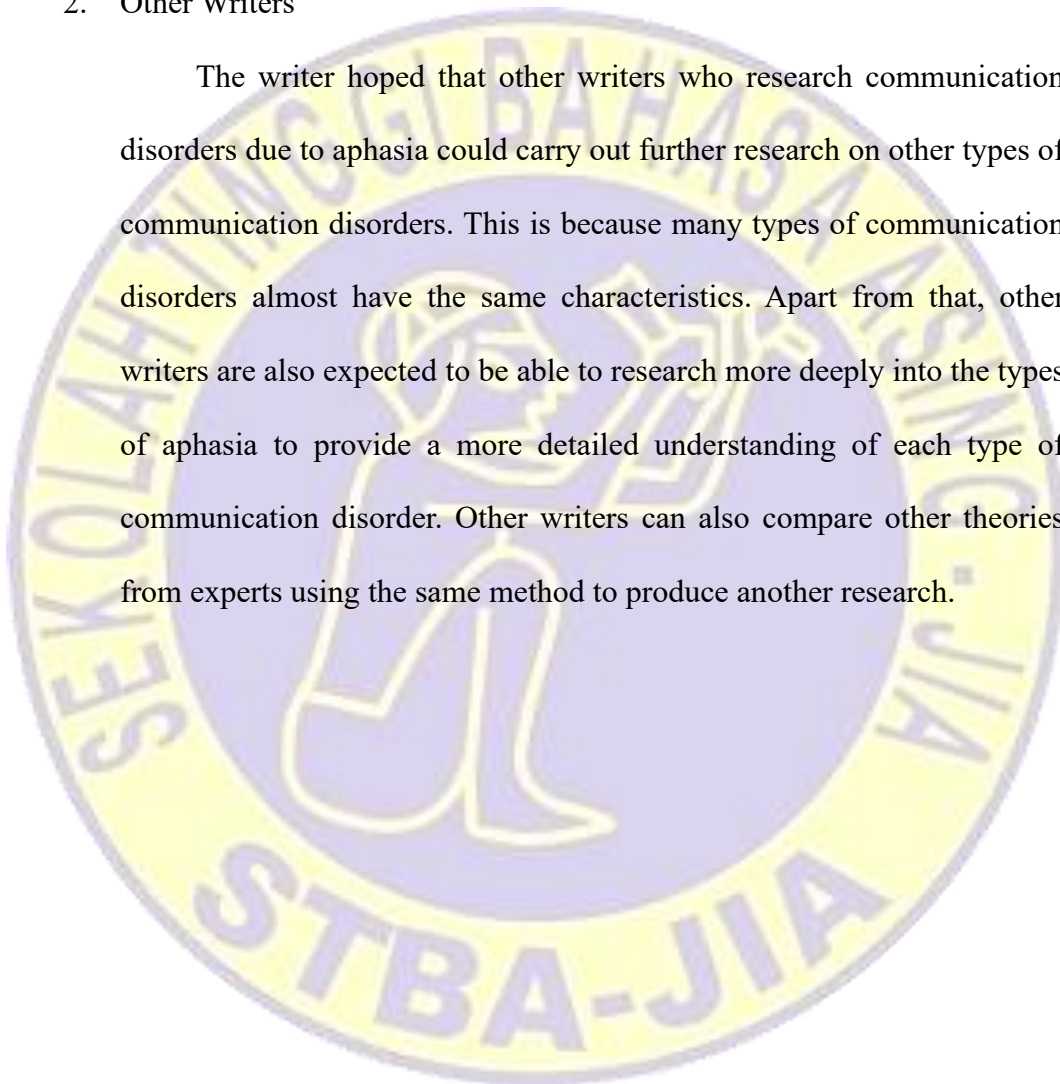 2. Other Writers
The writer hoped that other writers who research communication
disorders due to aphasia could carry out further research on other types of
communication disorders. This is because many types of communication
disorders almost have the same characteristics. Apart from that, other
writers are also expected to be able to research more deeply into the types
of aphasia to provide a more detailed understanding of each type of
communication disorder. Other writers can also compare other theories
from experts using the same method to produce another research.
SEKOLAH TINGGI BAHASA ASING - JIA
STBA-JIA